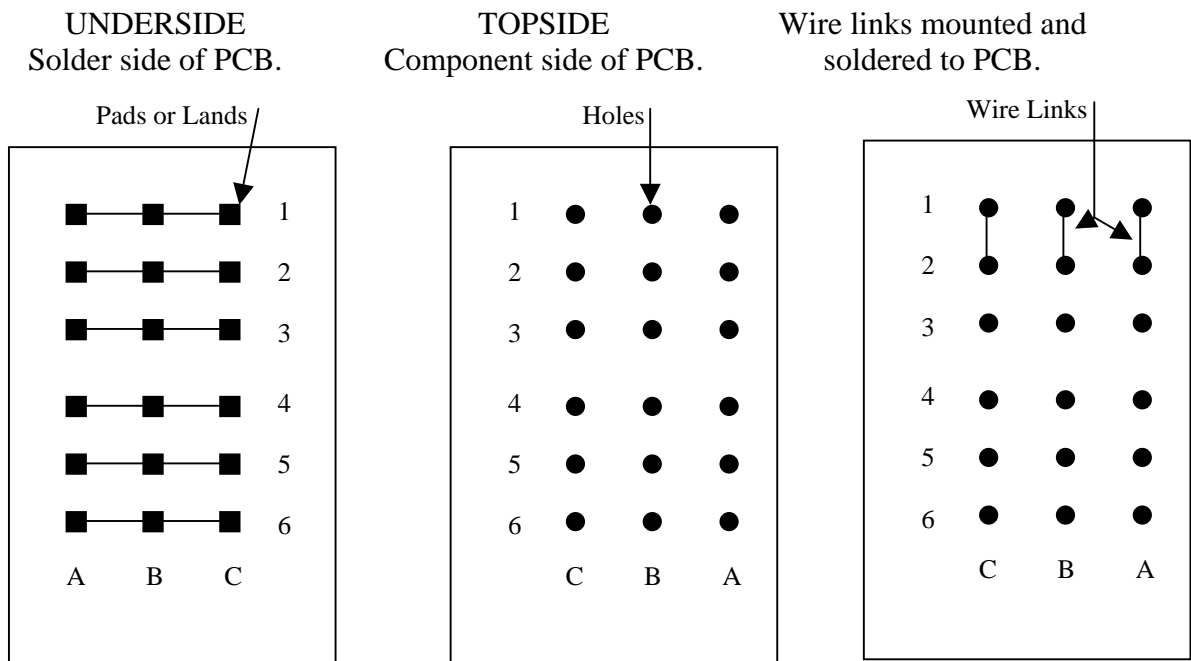 UNDERSIDE
Solder side of PCB.
Pads or Lands
1
2
3
4
5
6
A B C
TOPSIDE
Component side of PCB.
Holes
1
2
3
4
5
6
C B A
Wire links mounted and
soldered to PCB.
Wire Links
1
2
3
4
5
6
C B A